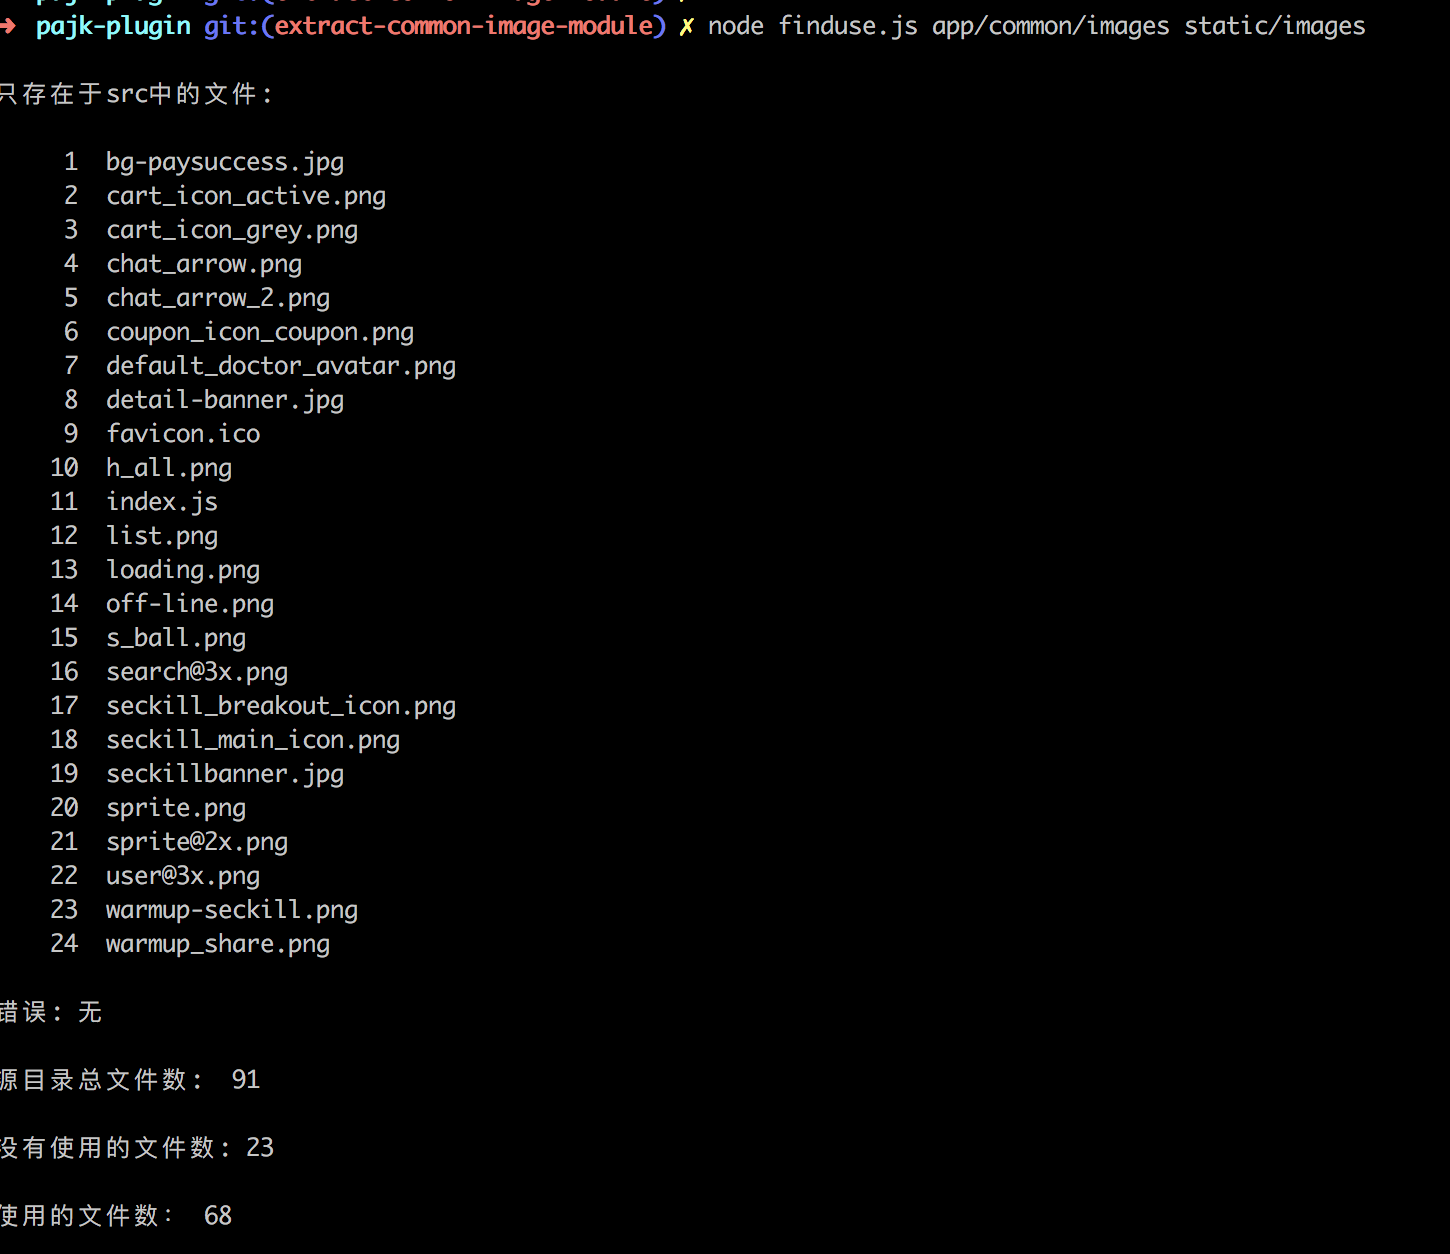 ➜ pajk-plugin git:(extract-common-image-module) ✗ node finduse.js app/common/images static/images
只存在于src中的文件:
1 bg-paysuccess.jpg
2 cart_icon_active.png
3 cart_icon_grey.png
4 chat_arrow.png
5 chat_arrow_2.png
6 coupon_icon_coupon.png
7 default_doctor_avatar.png
8 detail-banner.jpg
9 favicon.ico
10 h_all.png
11 index.js
12 list.png
13 loading.png
14 off-line.png
15 s_ball.png
16 search@3x.png
17 seckill_breakout_icon.png
18 seckill_main_icon.png
19 seckillbanner.jpg
20 sprite.png
21 sprite@2x.png
22 user@3x.png
23 warmup-seckill.png
24 warmup_share.png
错误: 无
源目录总文件数: 91
没有使用的文件数: 23
使用的文件数: 68